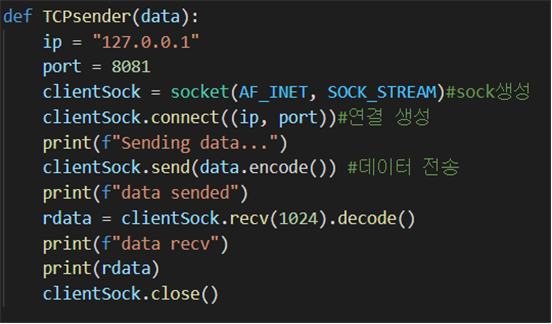 def TCPsender(data):
    ip = "127.0.0.1"
    port = 8081
    clientSock = socket(AF_INET, SOCK_STREAM)#sock생성
    clientSock.connect((ip, port))#연결 생성
    print(f"Sending data...")
    clientSock.send(data.encode()) #데이터 전송
    print(f"data sended")
    rdata = clientSock.recv(1024).decode()
    print(f"data recv")
    print(rdata)
    clientSock.close()